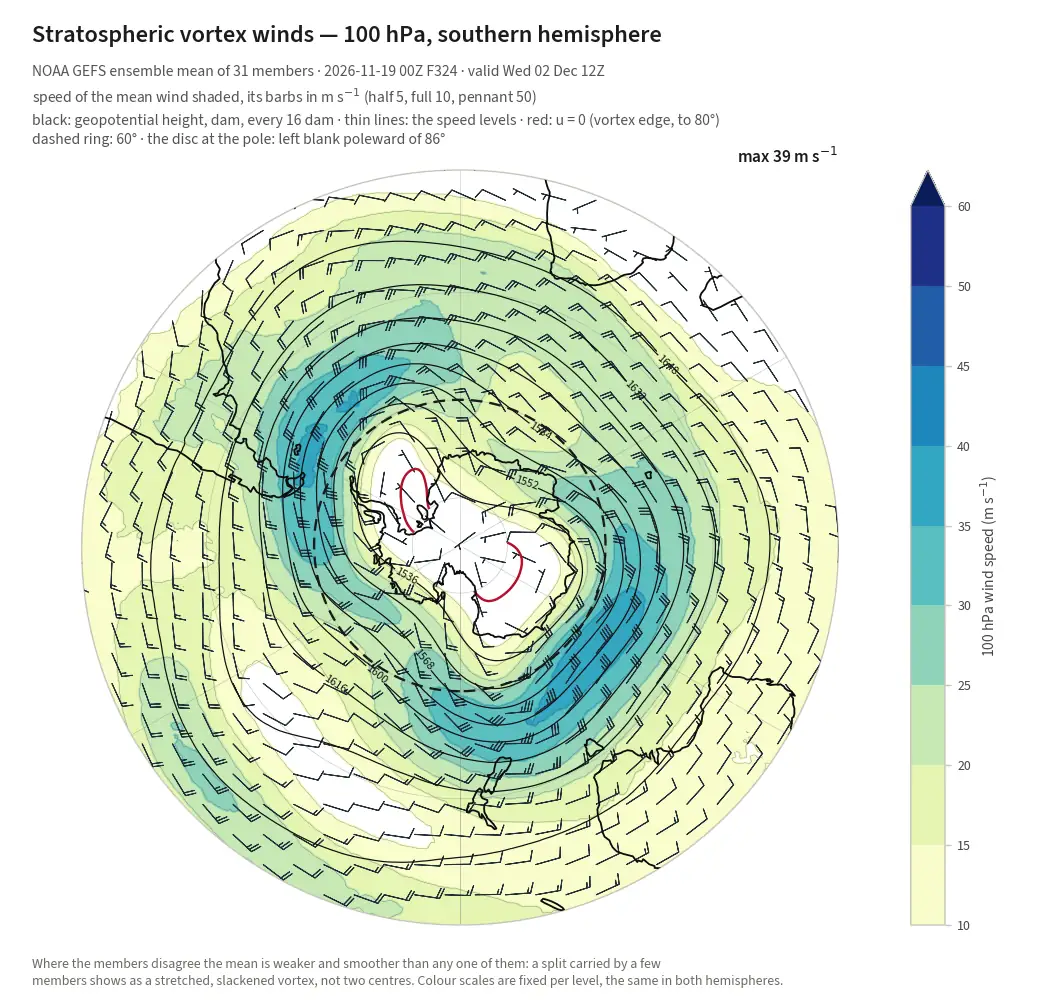 Stratospheric vortex winds — 100 hPa, southern hemisphere
NOAA GEFS ensemble mean of 31 members · 2026-11-19 00Z F324 · valid Wed 02 Dec 12Z
speed of the mean wind shaded, its barbs in m s⁻¹ (half 5, full 10, pennant 50)
black: geopotential height, dam, every 16 dam · thin lines: the speed levels · red: u = 0 (vortex edge, to 80°)
dashed ring: 60° · the disc at the pole: left blank poleward of 86°
max 39 m s⁻¹
60
50
45
40
35
30
25
20
15
10
100 hPa wind speed (m s⁻¹)
1632
1552
1536
1568
1600
1616
Where the members disagree the mean is weaker and smoother than any one of them: a split carried by a few
members shows as a stretched, slackened vortex, not two centres. Colour scales are fixed per level, the same in both hemispheres.